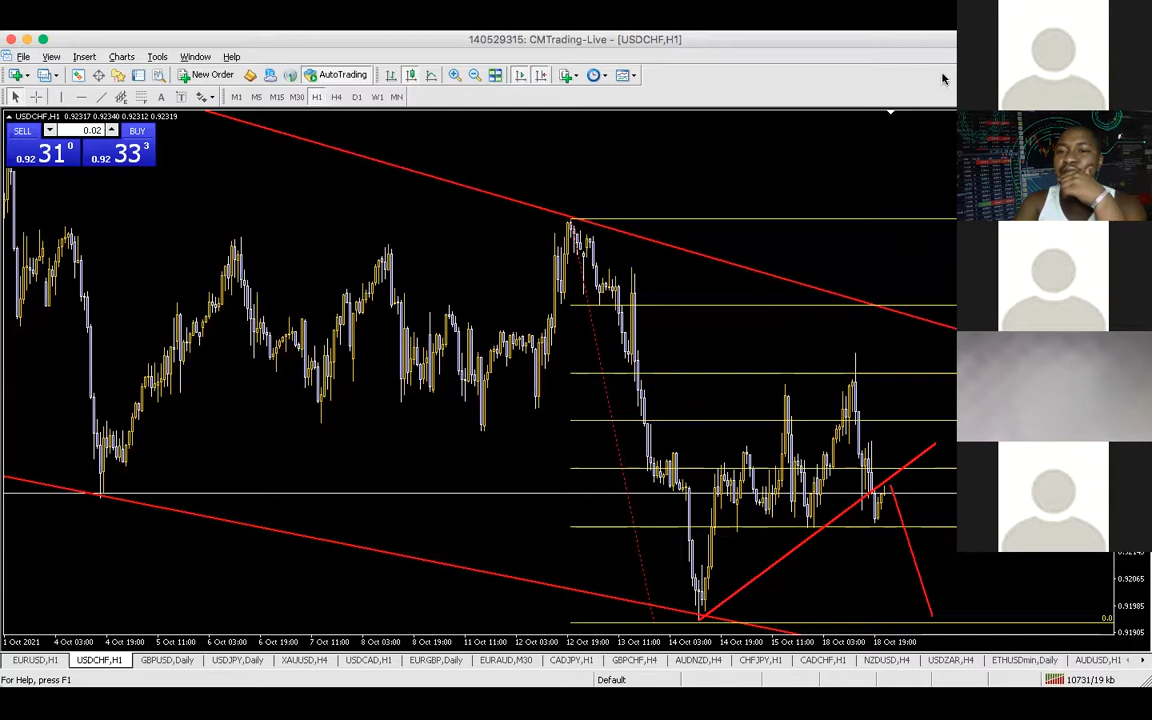 140529315: CMTrading-Live - [USDCHF,H1]
File View Insert Charts Tools Window Help
New Order AutoTrading
M1 M5 M15 M30 H1 H4 D1 W1 MN
USDCHF,H1 0.92317 0.92340 0.92312 0.92319
SELL 0.02 BUY
0.92 31 0 0.92 33 3
0.92065
0.91985
0.0
0.91905
1 Oct 2021 4 Oct 03:00 4 Oct 19:00 5 Oct 11:00 6 Oct 03:00 6 Oct 19:00 7 Oct 11:00 8 Oct 03:00 8 Oct 19:00 11 Oct 11:00 12 Oct 03:00 12 Oct 19:00 13 Oct 11:00 14 Oct 03:00 14 Oct 19:00 15 Oct 11:00 18 Oct 03:00 18 Oct 19:00
EURUSD,H1 USDCHF,H1 GBPUSD,Daily USDJPY,Daily XAUUSD,H4 USDCAD,H1 EURGBP,Daily EURAUD,M30 CADJPY,H1 GBPCHF,H4 AUDNZD,H4 CHFJPY,H1 CADCHF,H1 NZDUSD,H4 USDZAR,H4 ETHUSDmin,Daily AUDUSD,H1
For Help, press F1 Default 10731/19 kb